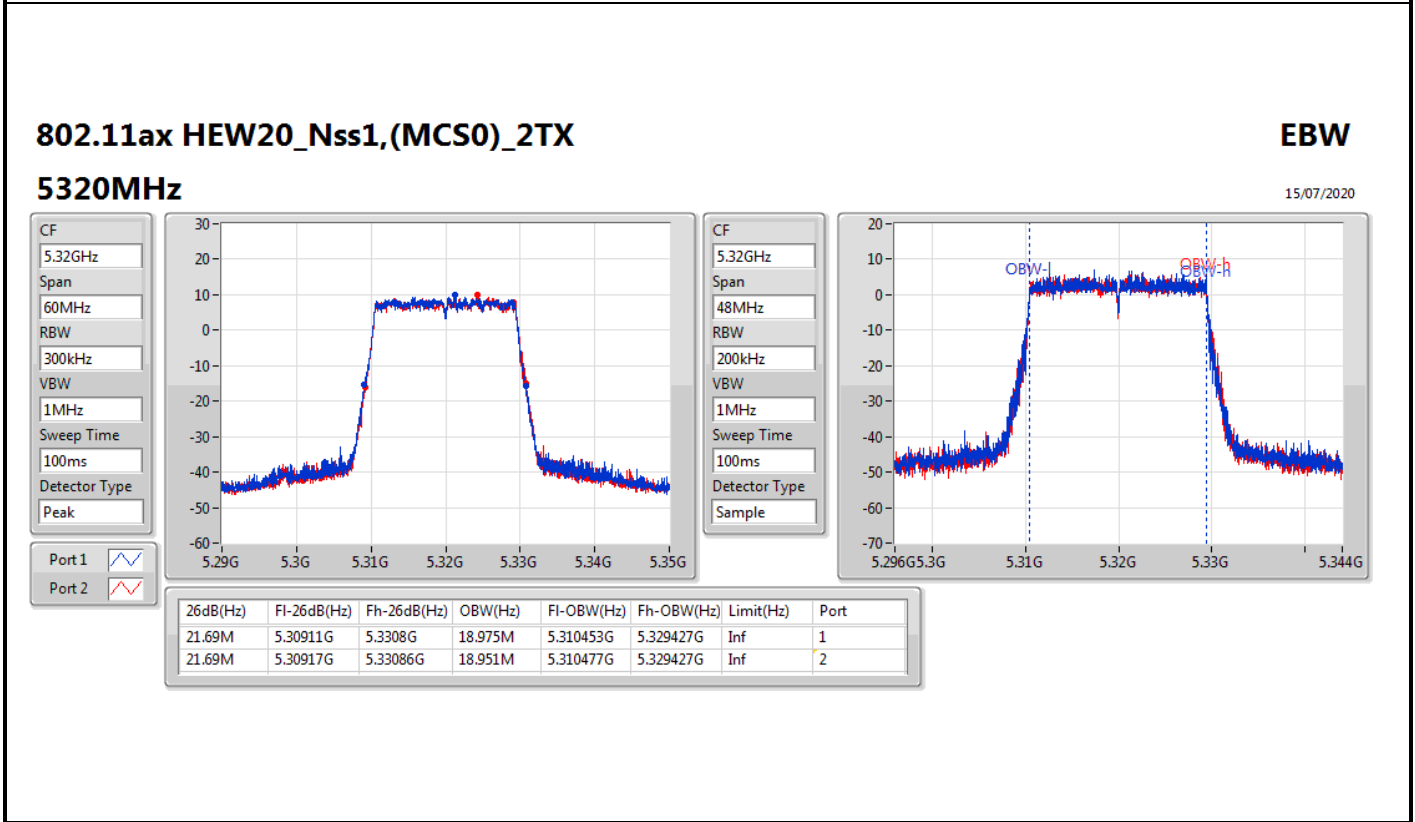 802.11ax HEW20_Nss1,(MCS0)_2TX
EBW
5320MHz
15/07/2020
CF
5.32GHz
Span
60MHz
RBW
300kHz
VBW
1MHz
Sweep Time
100ms
Detector Type
Peak
Port 1
Port 2
30
20
10
0
-10
-20
-30
-40
-50
-60
5.29G 5.3G 5.31G 5.32G 5.33G 5.34G 5.35G
CF
5.32GHz
Span
48MHz
RBW
200kHz
VBW
1MHz
Sweep Time
100ms
Detector Type
Sample
20
10
0
-10
-20
-30
-40
-50
-60
-70
OBW-l
OBW-h
OBW-h
5.296G 5.3G 5.31G 5.32G 5.33G 5.344G
26dB(Hz) Fl-26dB(Hz) Fh-26dB(Hz) OBW(Hz) Fl-OBW(Hz) Fh-OBW(Hz) Limit(Hz) Port
21.69M 5.30911G 5.3308G 18.975M 5.310453G 5.329427G Inf 1
21.69M 5.30917G 5.33086G 18.951M 5.310477G 5.329427G Inf 2